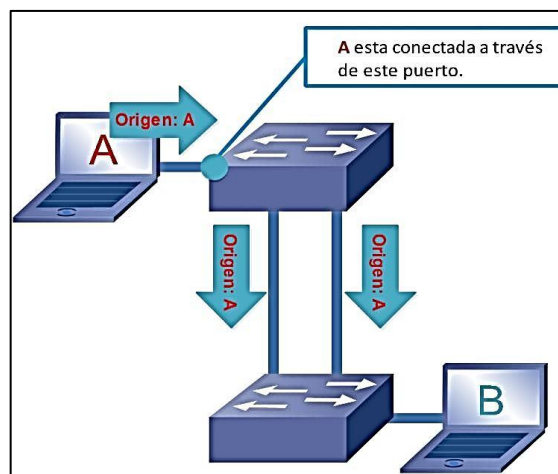 A esta conectada a través
de este puerto.
Origen: A
A
Origen: A
Origen: A
B